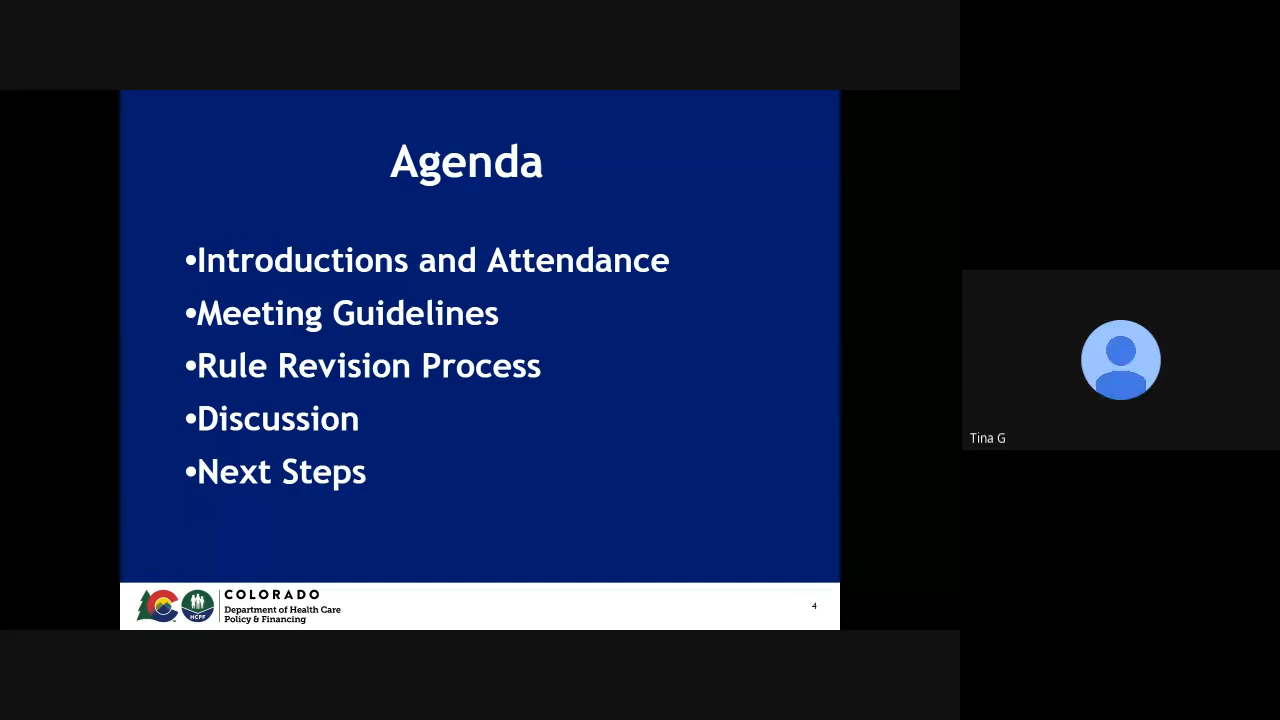 Agenda
•Introductions and Attendance
•Meeting Guidelines
•Rule Revision Process
•Discussion
•Next Steps
HCPF
COLORADO
Department of Health Care
Policy & Financing
4
Tina G